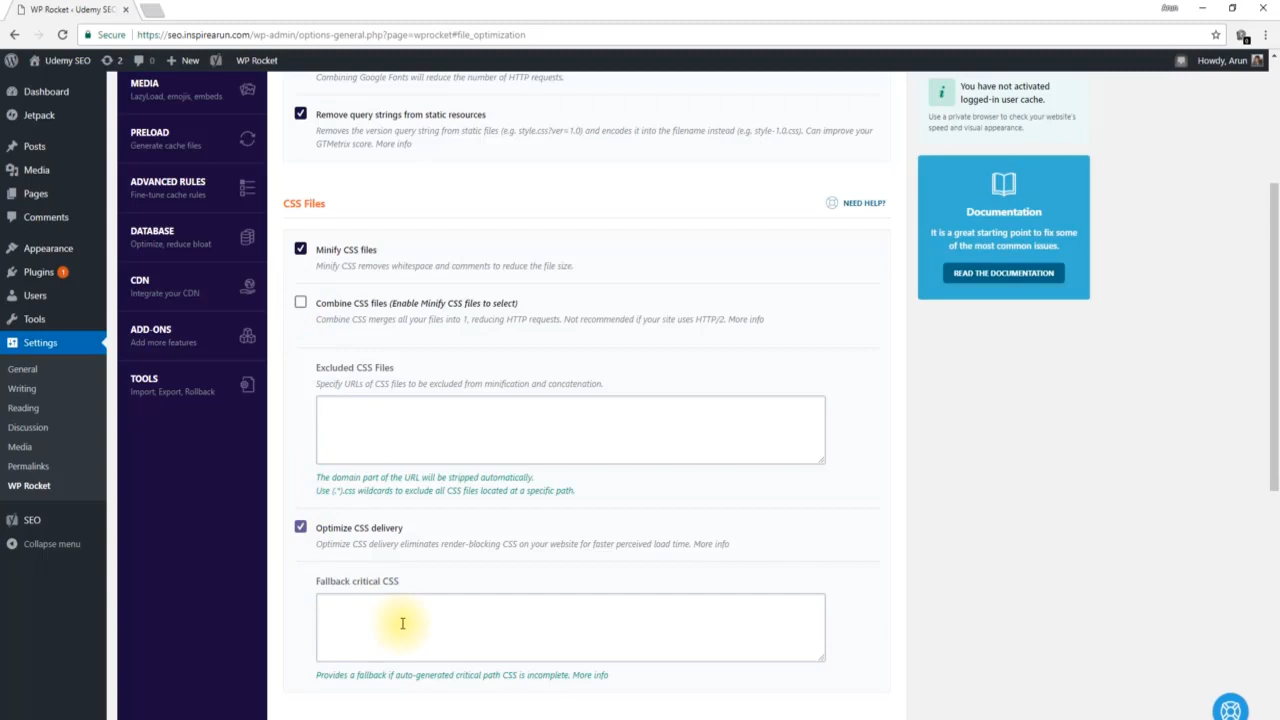 WP Rocket ‹ Udemy SEO
Arun
Secure
https://seo.inspirearun.com/wp-admin/options-general.php?page=wprocket#file_optimization
Udemy SEO
2
0
New
WP Rocket
Howdy, Arun
Dashboard
Jetpack
Posts
Media
Pages
Comments
Appearance
Plugins 1
Users
Tools
Settings
General
Writing
Reading
Discussion
Media
Permalinks
WP Rocket
SEO
Collapse menu
MEDIA
LazyLoad, emojis, embeds
PRELOAD
Generate cache files
ADVANCED RULES
Fine-tune cache rules
DATABASE
Optimize, reduce bloat
CDN
Integrate your CDN
ADD-ONS
Add more features
TOOLS
Import, Export, Rollback
Combining Google Fonts will reduce the number of HTTP requests.
Remove query strings from static resources
Removes the version query string from static files (e.g. style.css?ver=1.0) and encodes it into the filename instead (e.g. style-1.0.css). Can improve your
GTMetrix score. More info
CSS Files
NEED HELP?
Minify CSS files
Minify CSS removes whitespace and comments to reduce the file size.
Combine CSS files (Enable Minify CSS files to select)
Combine CSS merges all your files into 1, reducing HTTP requests. Not recommended if your site uses HTTP/2. More info
Excluded CSS Files
Specify URLs of CSS files to be excluded from minification and concatenation.
The domain part of the URL will be stripped automatically.
Use (.*).css wildcards to exclude all CSS files located at a specific path.
Optimize CSS delivery
Optimize CSS delivery eliminates render-blocking CSS on your website for faster perceived load time. More info
Fallback critical CSS
Provides a fallback if auto-generated critical path CSS is incomplete. More info
You have not activated
logged-in user cache.
Use a private browser to check your website's
speed and visual appearance.
Documentation
It is a great starting point to fix some
of the most common issues.
READ THE DOCUMENTATION